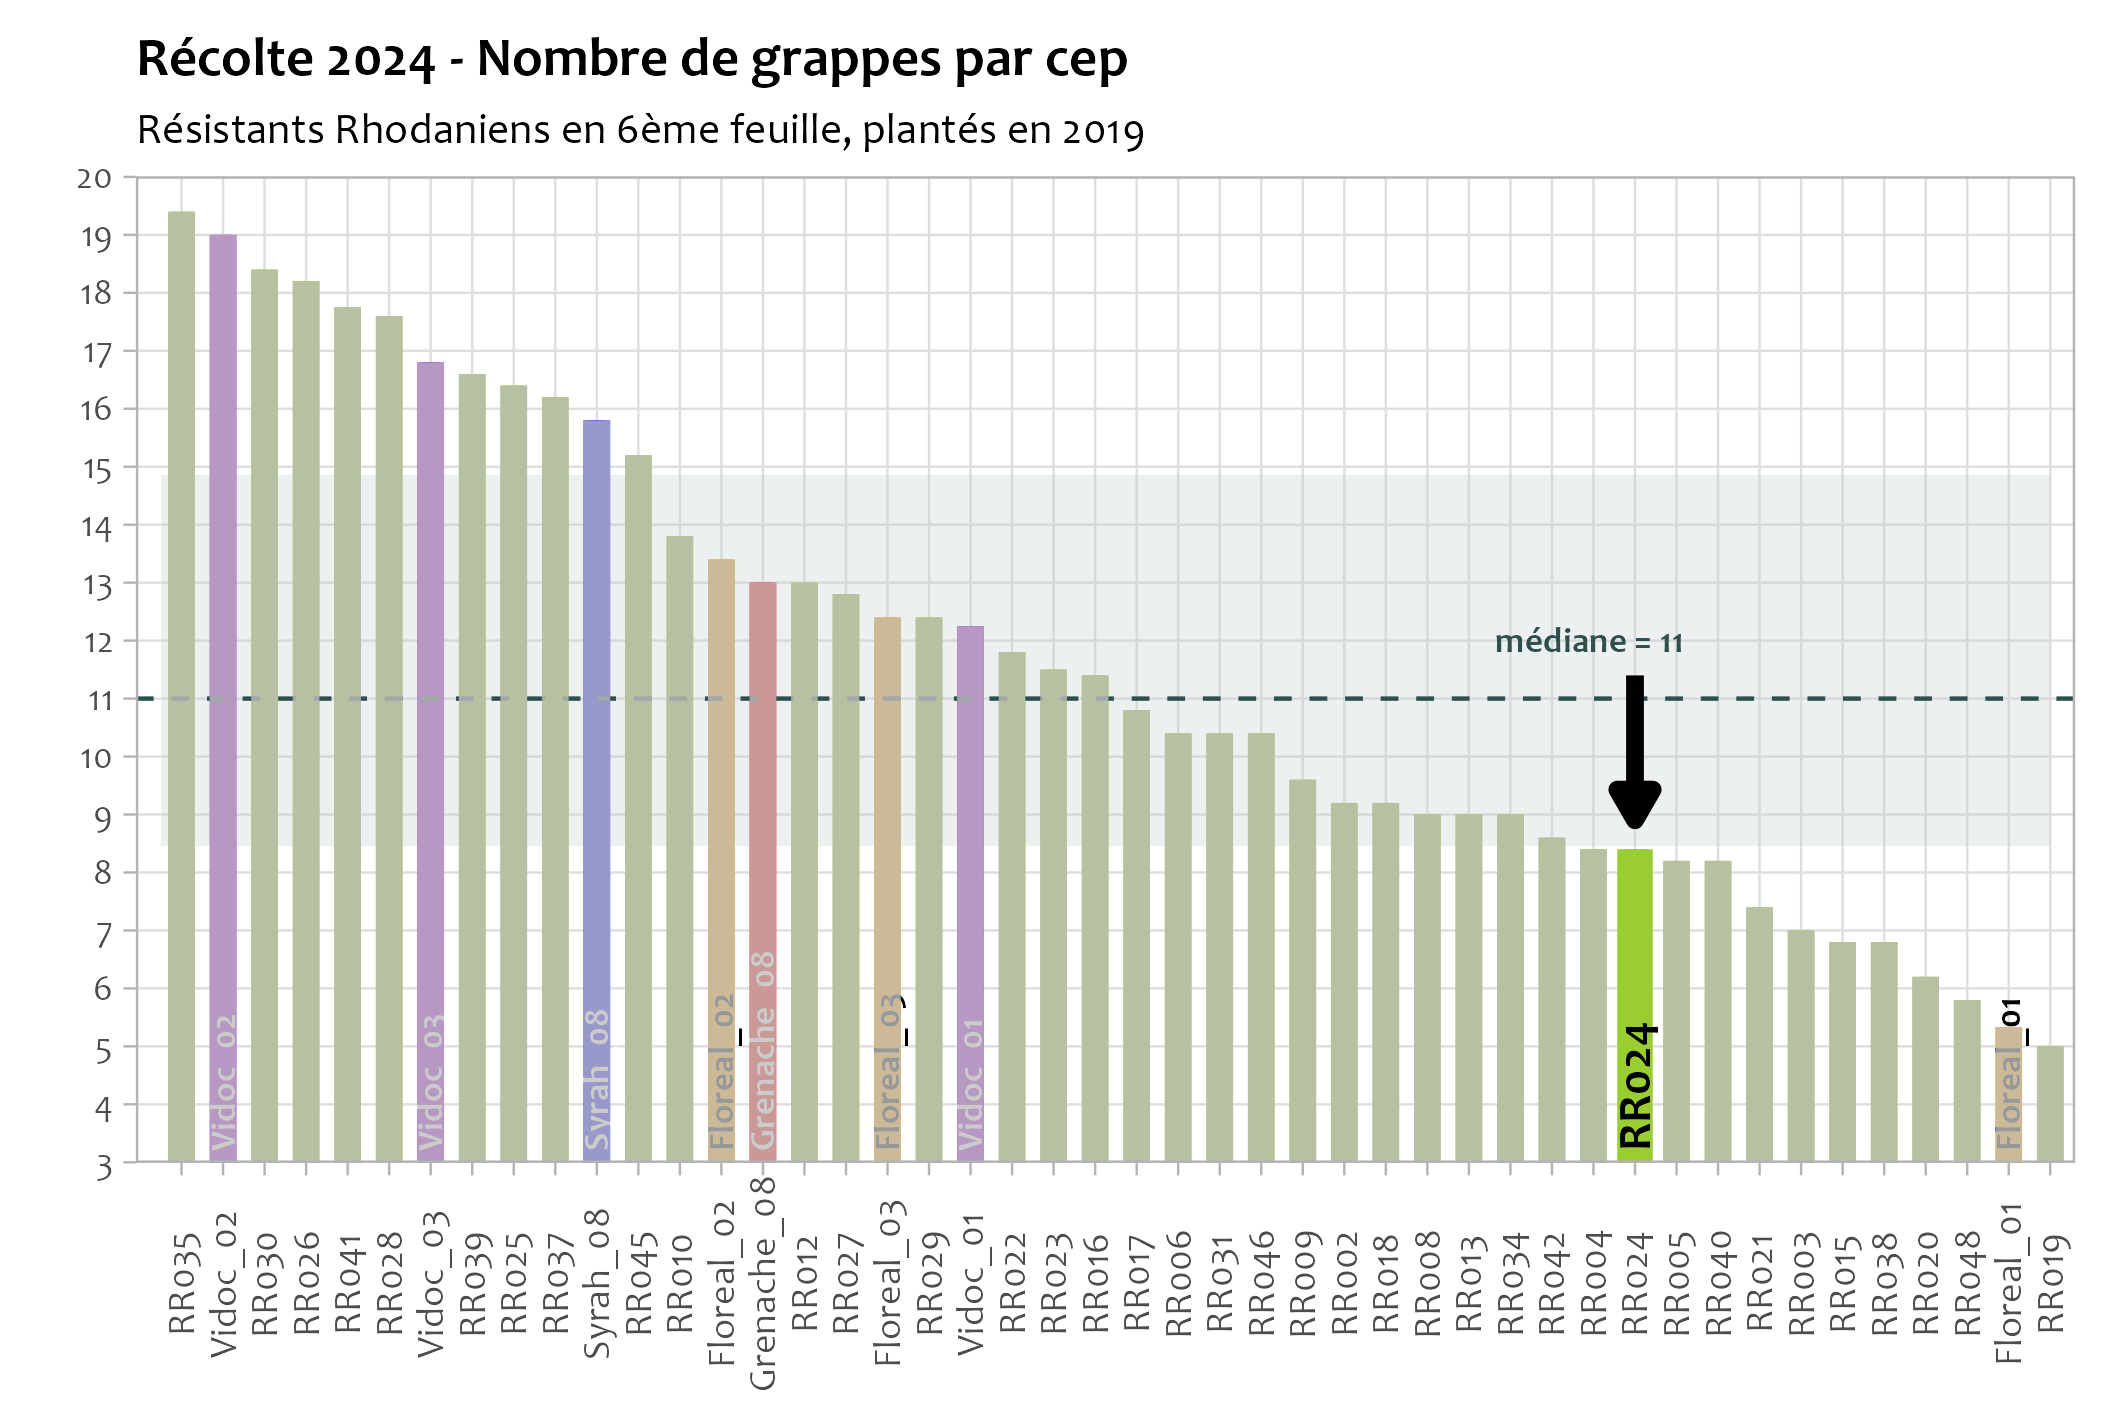 Récolte 2024 - Nombre de grappes par cep
Résistants Rhodaniens en 6ème feuille, plantés en 2019
20
19
18
17
16
15
14
13
12
11
10
9
8
7
6
5
4
3
médiane = 11
Vidoc_02
Vidoc_03
Syrah_08
Floreal_02
Grenache_08
Floreal_03
Vidoc_01
RR024
Floreal_01
RR035
Vidoc_02
RR030
RR026
RR041
RR028
Vidoc_03
RR039
RR025
RR037
Syrah_08
RR045
RR010
Floreal_02
Grenache_08
RR012
RR027
Floreal_03
RR029
Vidoc_01
RR022
RR023
RR016
RR017
RR006
RR031
RR046
RR009
RR002
RR018
RR008
RR013
RR034
RR042
RR004
RR024
RR005
RR040
RR021
RR003
RR015
RR038
RR020
RR048
Floreal_01
RR019